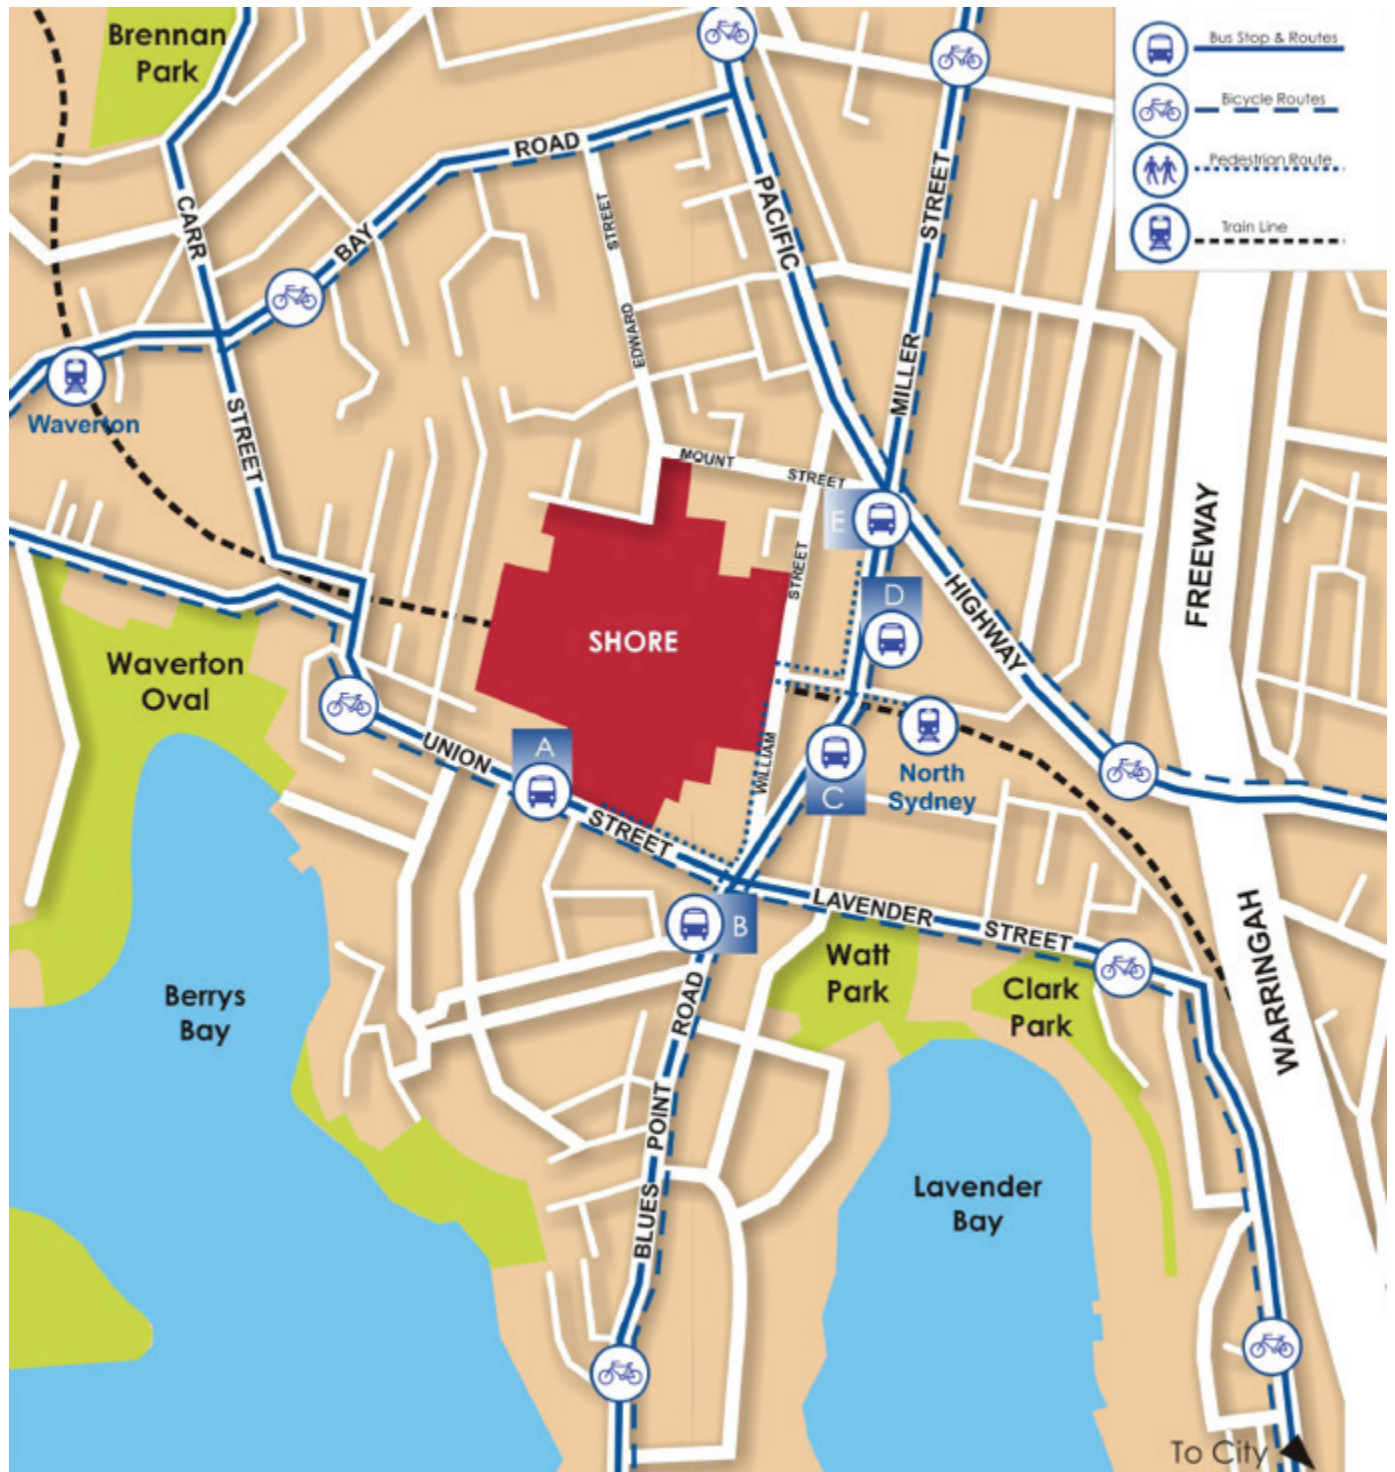 Brennan
Park
Bus Stop & Routes
Bicycle Routes
Pedestrian Route
Train Line
ROAD
BAY
CARR
STREET
Waverton
STREET
EDWARD
PACIFIC
HIGHWAY
STREET
MILLER
MOUNT
STREET
E
D
STREET
WILLIAM
SHORE
FREEWAY
WARRINGAH
Waverton
Oval
UNION
STREET
A
C
North
Sydney
B
LAVENDER
STREET
Watt
Park
Clark
Park
Berrys
Bay
ROAD
POINT
BLUES
Lavender
Bay
To City